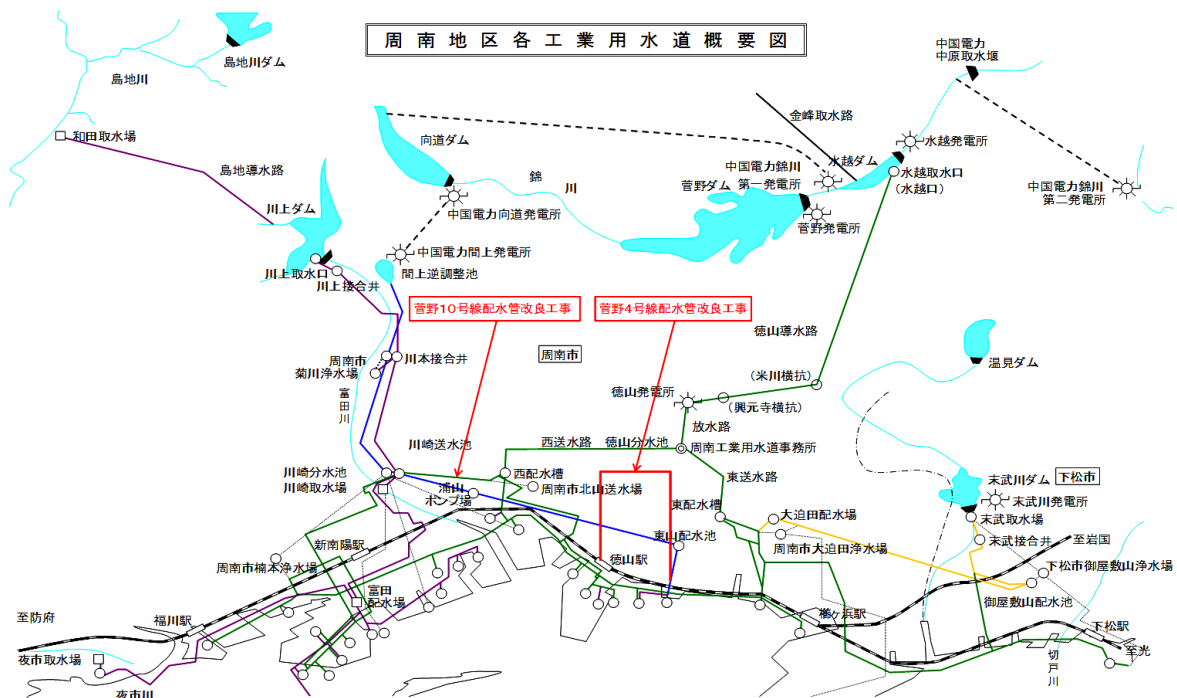 周南地区各工業用水道概要図
島地川ダム
島地川
和田取水場
島地導水路
川上ダム
川上取水口
川上接合井
向道ダム
錦
川
中国電力向道発電所
中国電力間上発電所
間上逆調整池
中国電力
中原取水堰
金峰取水路
水越発電所
水越ダム
中国電力錦川
第一発電所
菅野ダム
菅野発電所
水越取水口
(水越口)
中国電力錦川
第二発電所
菅野10号線配水管改良工事
菅野4号線配水管改良工事
徳山導水路
周南市
温見ダム
周南市
菊川浄水場
川本接合井
富田川
(米川横抗)
徳山発電所
(興元寺横抗)
放水路
川崎送水池
西送水路
徳山分水池
周南工業用水道事務所
川崎分水池
川崎取水場
西配水槽
浦山
ポンプ場
周南市北山送水場
東送水路
末武川ダム
下松市
末武川発電所
東配水槽
大迫田配水場
末武取水場
新南陽駅
徳山駅
東山配水池
周南市大迫田浄水場
末武接合井
至岩国
周南市楠本浄水場
下松市御屋敷山浄水場
御屋敷山配水池
富田
配水場
至防府
福川駅
櫛ヶ浜駅
下松駅
至光
切戸川
夜市取水場
夜市川